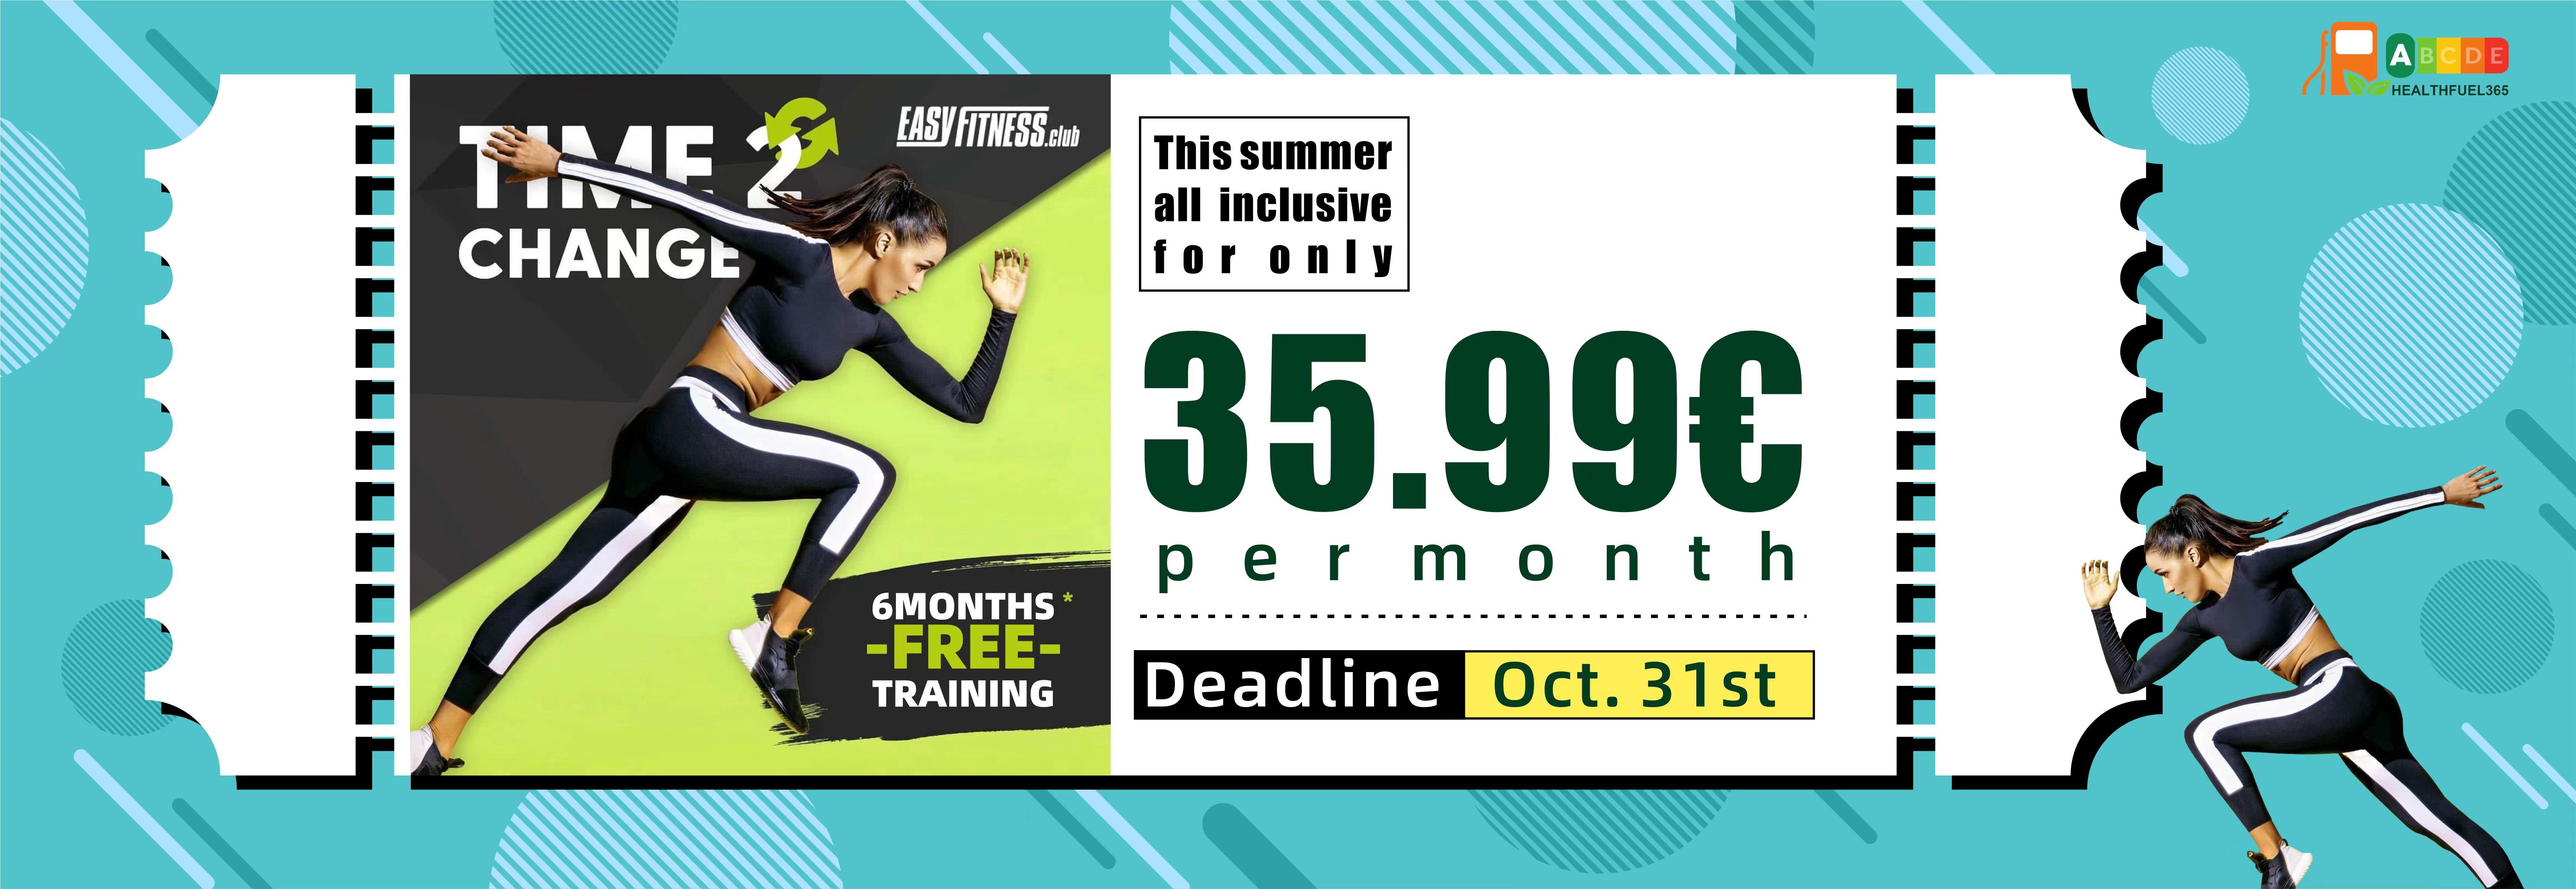 TIME 2
CHANGE
EASYFITNESS.club
6MONTHS*
-FREE-
TRAINING
This summer
all inclusive
for only
35.99€
per month
Deadline Oct. 31st
ABCDE
HEALTHFUEL365